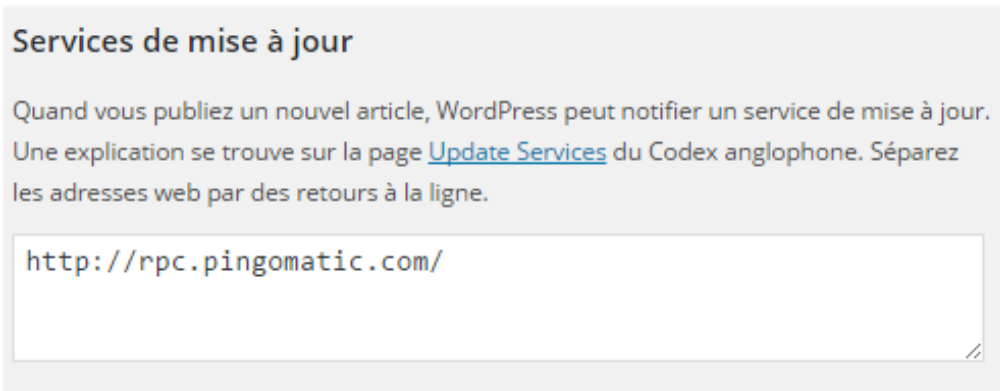 Services de mise à jour
Quand vous publiez un nouvel article, WordPress peut notifier un service de mise à jour.
Une explication se trouve sur la page Update Services du Codex anglophone. Séparez
les adresses web par des retours à la ligne.
http://rpc.pingomatic.com/